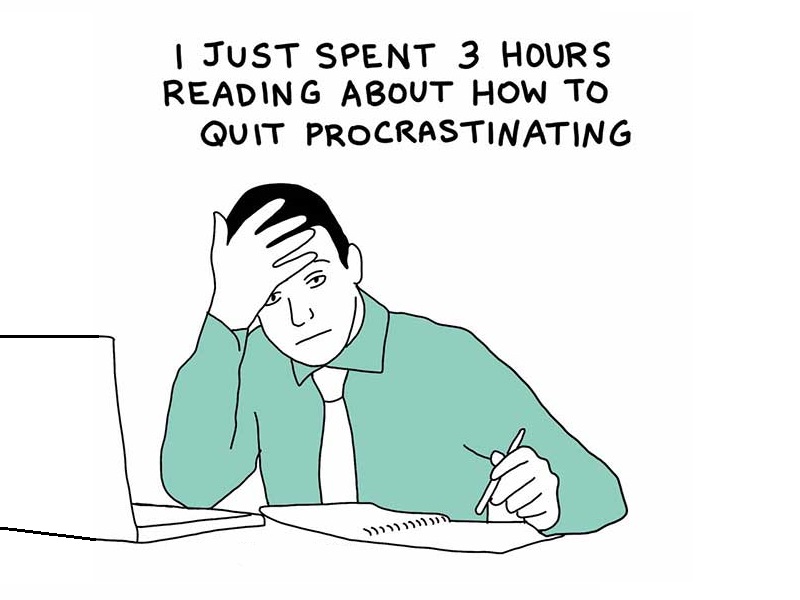 I JUST SPENT 3 HOURS
READING ABOUT HOW TO
QUIT PROCRASTINATING